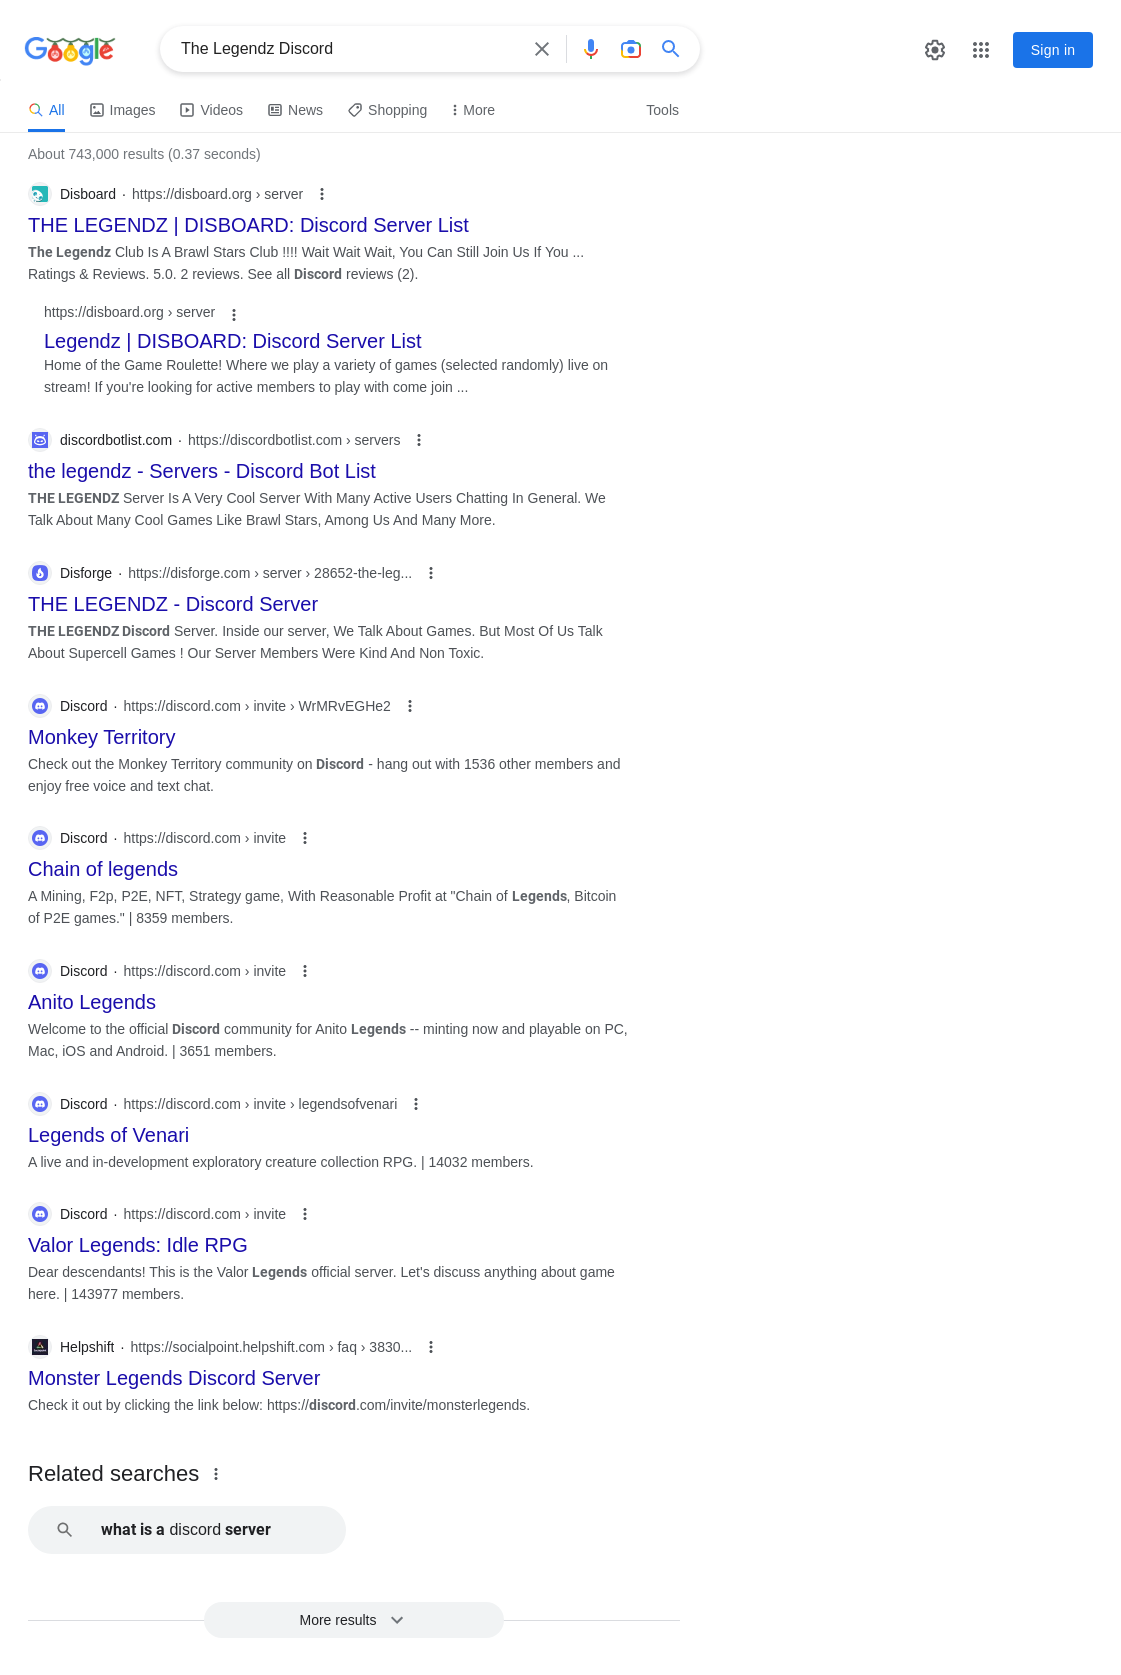 Google
The Legendz Discord
Sign in
All
Images
Videos
News
Shopping
More
Tools
About 743,000 results (0.37 seconds)
Disboard · https://disboard.org › server
THE LEGENDZ | DISBOARD: Discord Server List
The Legendz Club Is A Brawl Stars Club !!!! Wait Wait Wait, You Can Still Join Us If You ...
Ratings & Reviews. 5.0. 2 reviews. See all Discord reviews (2).
https://disboard.org › server
Legendz | DISBOARD: Discord Server List
Home of the Game Roulette! Where we play a variety of games (selected randomly) live on
stream! If you're looking for active members to play with come join ...
discordbotlist.com · https://discordbotlist.com › servers
the legendz - Servers - Discord Bot List
THE LEGENDZ Server Is A Very Cool Server With Many Active Users Chatting In General. We
Talk About Many Cool Games Like Brawl Stars, Among Us And Many More.
Disforge · https://disforge.com › server › 28652-the-leg...
THE LEGENDZ - Discord Server
THE LEGENDZ Discord Server. Inside our server, We Talk About Games. But Most Of Us Talk
About Supercell Games ! Our Server Members Were Kind And Non Toxic.
Discord · https://discord.com › invite › WrMRvEGHe2
Monkey Territory
Check out the Monkey Territory community on Discord - hang out with 1536 other members and
enjoy free voice and text chat.
Discord · https://discord.com › invite
Chain of legends
A Mining, F2p, P2E, NFT, Strategy game, With Reasonable Profit at "Chain of Legends, Bitcoin
of P2E games." | 8359 members.
Discord · https://discord.com › invite
Anito Legends
Welcome to the official Discord community for Anito Legends -- minting now and playable on PC,
Mac, iOS and Android. | 3651 members.
Discord · https://discord.com › invite › legendsofvenari
Legends of Venari
A live and in-development exploratory creature collection RPG. | 14032 members.
Discord · https://discord.com › invite
Valor Legends: Idle RPG
Dear descendants! This is the Valor Legends official server. Let's discuss anything about game
here. | 143977 members.
Helpshift · https://socialpoint.helpshift.com › faq › 3830...
Monster Legends Discord Server
Check it out by clicking the link below: https://discord.com/invite/monsterlegends.
Related searches
what is a discord server
More results